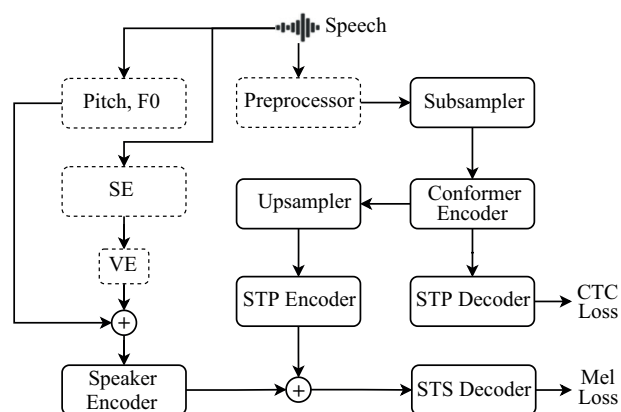 Speech
Pitch, F0
Preprocessor
Subsampler
SE
Upsampler
Conformer
Encoder
VE
STP Encoder
STP Decoder
CTC
Loss
+
Speaker
Encoder
+
STS Decoder
Mel
Loss